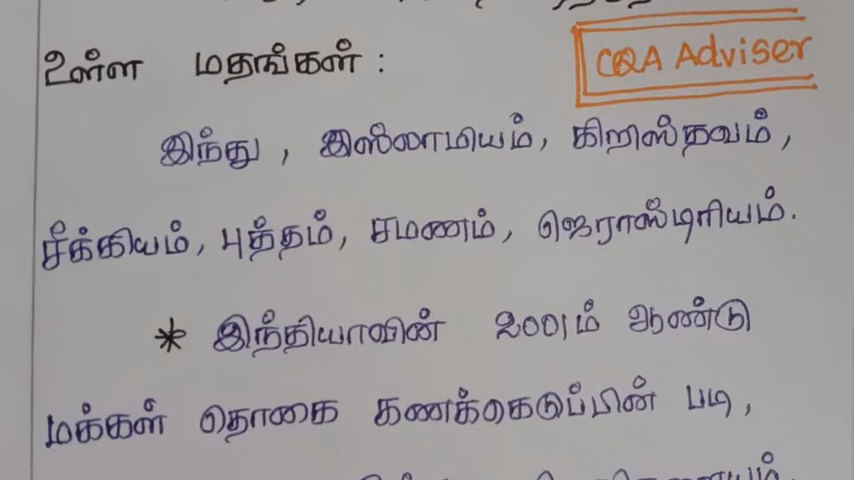 உள்ள மதங்கள் :
CQA Adviser
இந்து , இஸ்லாமியம், கிறிஸ்தவம்,
சீக்கியம், புத்தம், சமணம், ஜெராஸ்டிரியம்.
* இந்தியாவின் 2001ம் ஆண்டு
மக்கள் தொகை கணக்கெடுப்பின் படி,